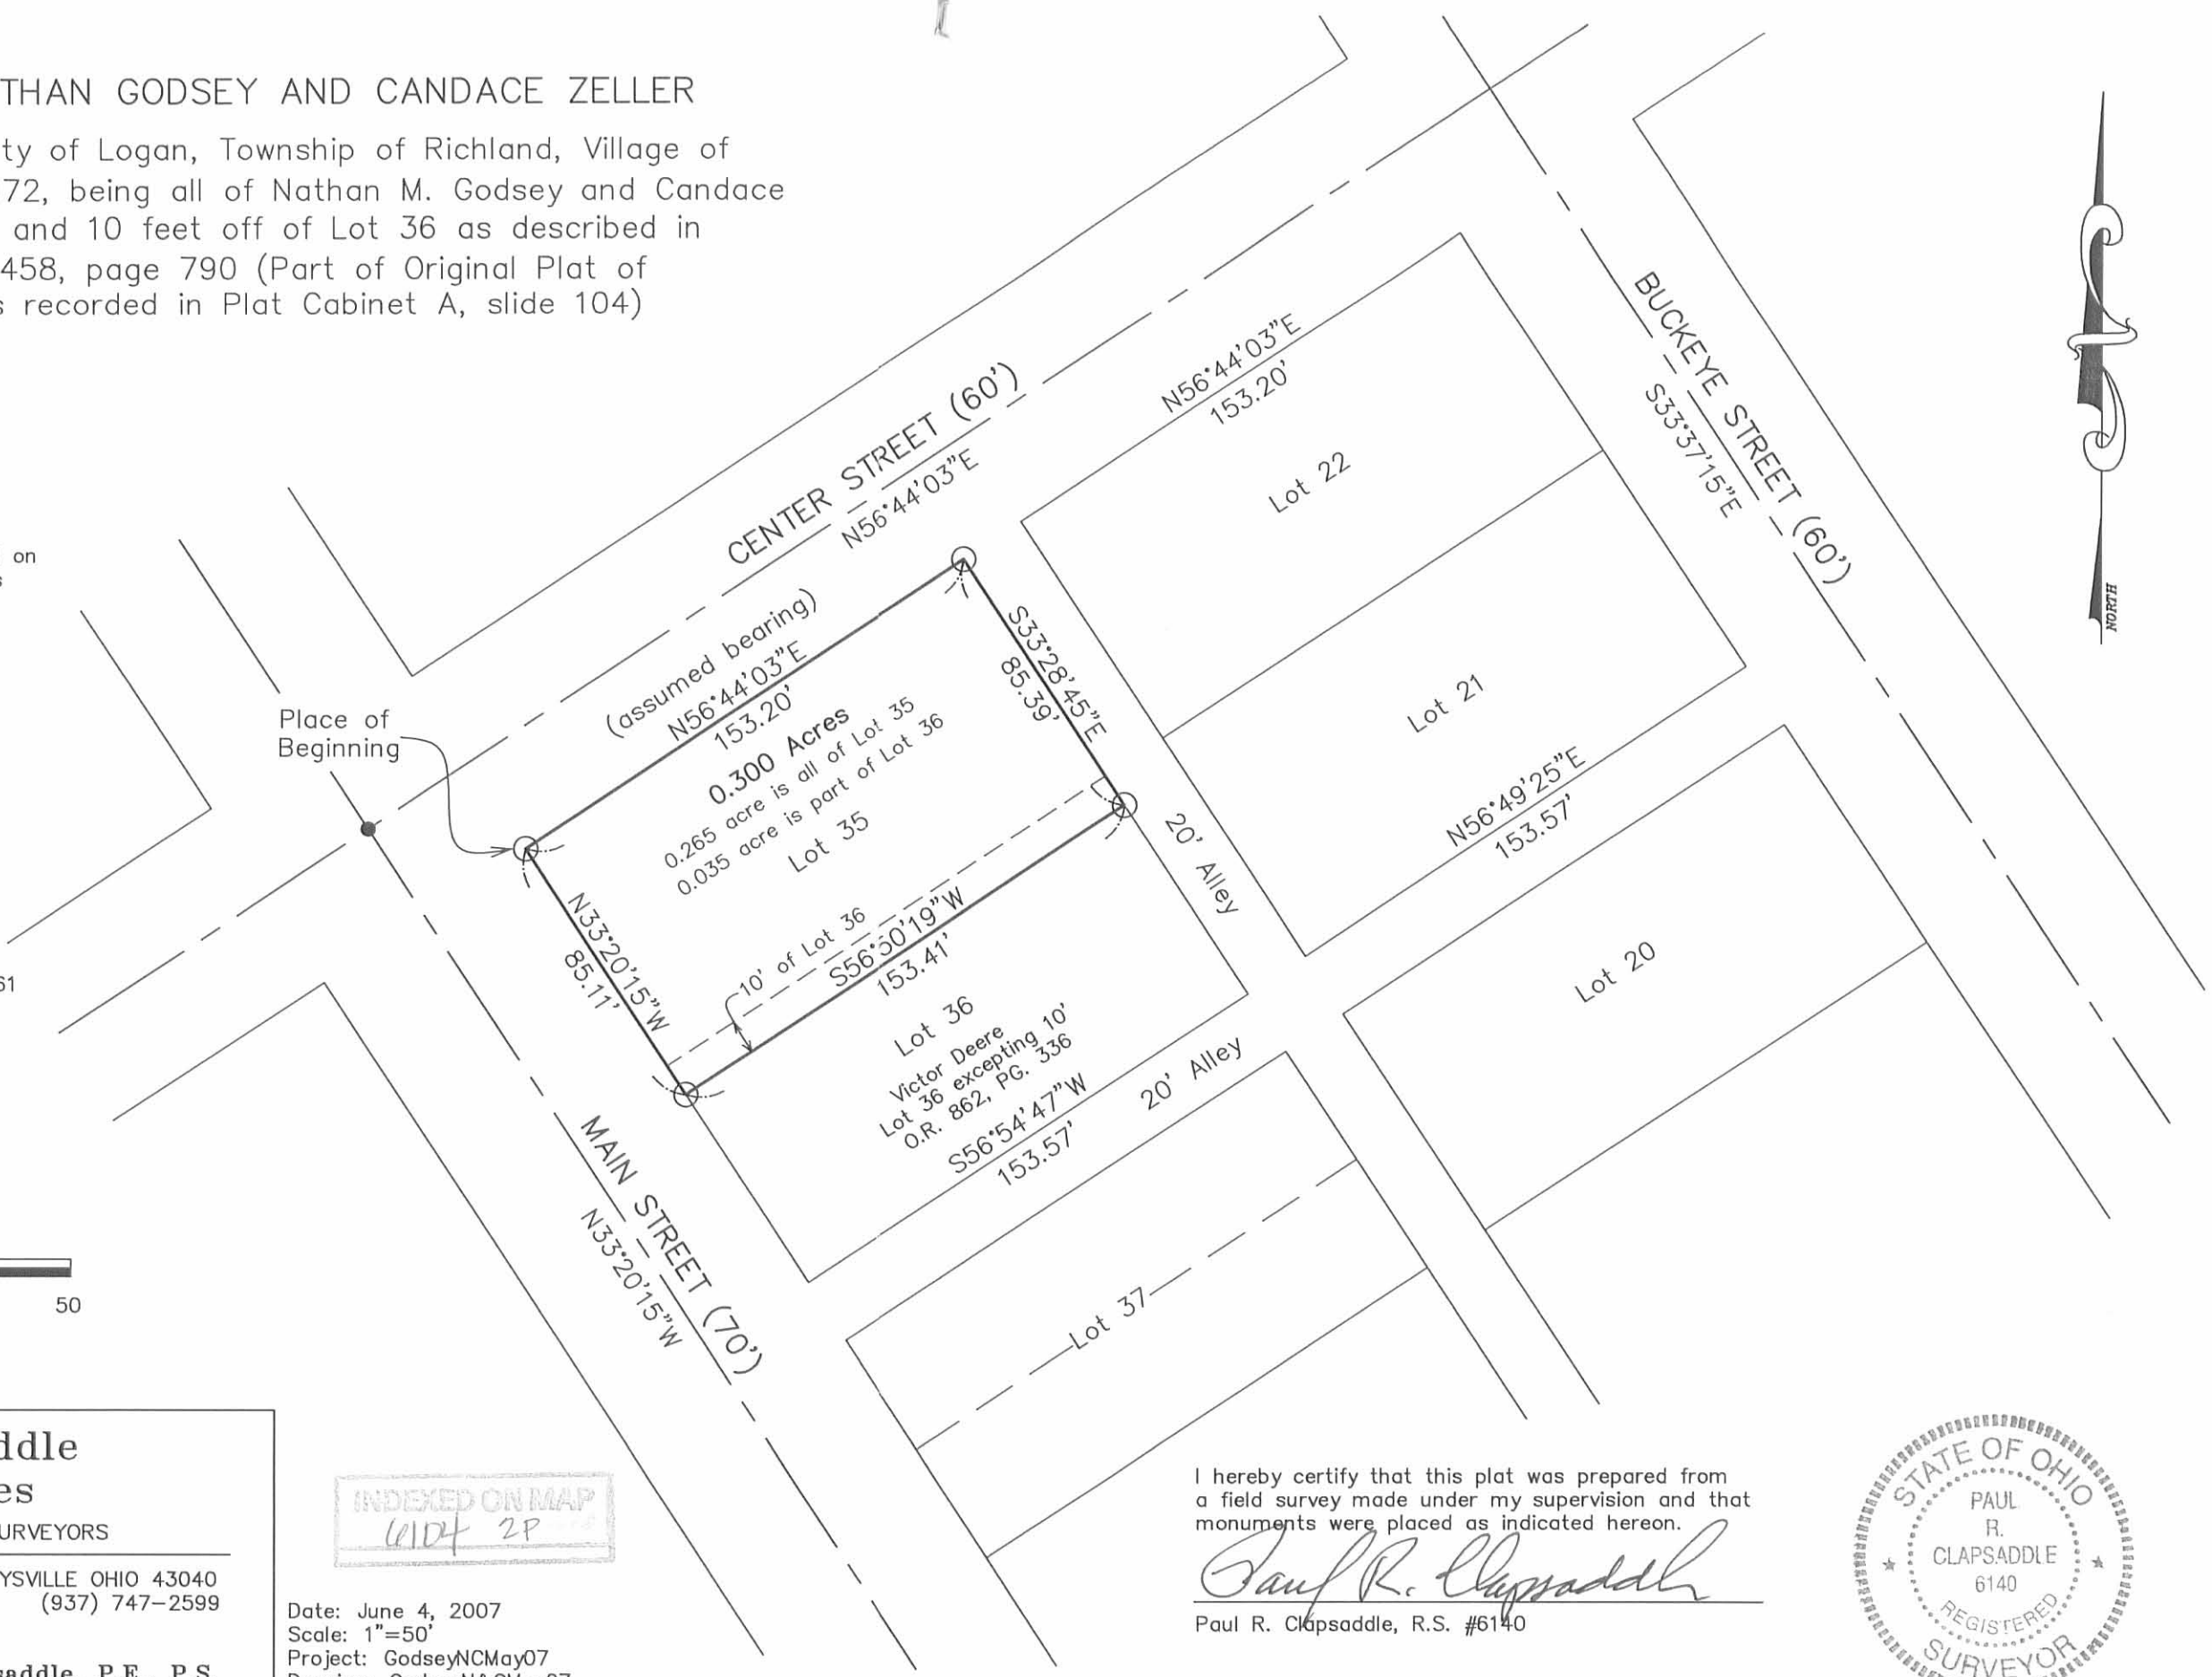 THAN GODSEY AND CANDACE ZELLER
ty of Logan, Township of Richland, Village of
72, being all of Nathan M. Godsey and Candace
and 10 feet off of Lot 36 as described in
458, page 790 (Part of Original Plat of
s recorded in Plat Cabinet A, slide 104)
on
s
61
50
CENTER STREET (60')
N56°44'03"E
N56°44'03"E
153.20'
Lot 22
BUCKEYE STREET (60')
S33°37'15"E
NORTH
Place of
Beginning
(assumed bearing)
N56°44'03"E
153.20'
0.300 Acres
0.265 acre is all of Lot 35
0.035 acre is part of Lot 36
Lot 35
S33°28'45"E
85.39'
Lot 21
N56°49'25"E
153.57'
20' Alley
N33°20'15"W
85.11'
10' of Lot 36
S56°50'19"W
153.41'
Lot 36
Victor Deere
Lot 36 excepting 10'
O.R. 862, PG. 336
S56°54'47"W
153.57'
20' Alley
Lot 20
MAIN STREET (70')
N33°20'15"W
Lot 37
ddle
es
URVEYORS
YSVILLE OHIO 43040
(937) 747-2599
saddle, P.E., P.S.
INDEXED ON MAP
61D4 2P
Date: June 4, 2007
Scale: 1"=50'
Project: GodseyNCMay07
I hereby certify that this plat was prepared from
a field survey made under my supervision and that
monuments were placed as indicated hereon.
Paul R. Clapsaddle
Paul R. Clapsaddle, R.S. #6140
STATE OF OHIO
PAUL
R.
CLAPSADDLE
6140
REGISTERED
SURVEYOR